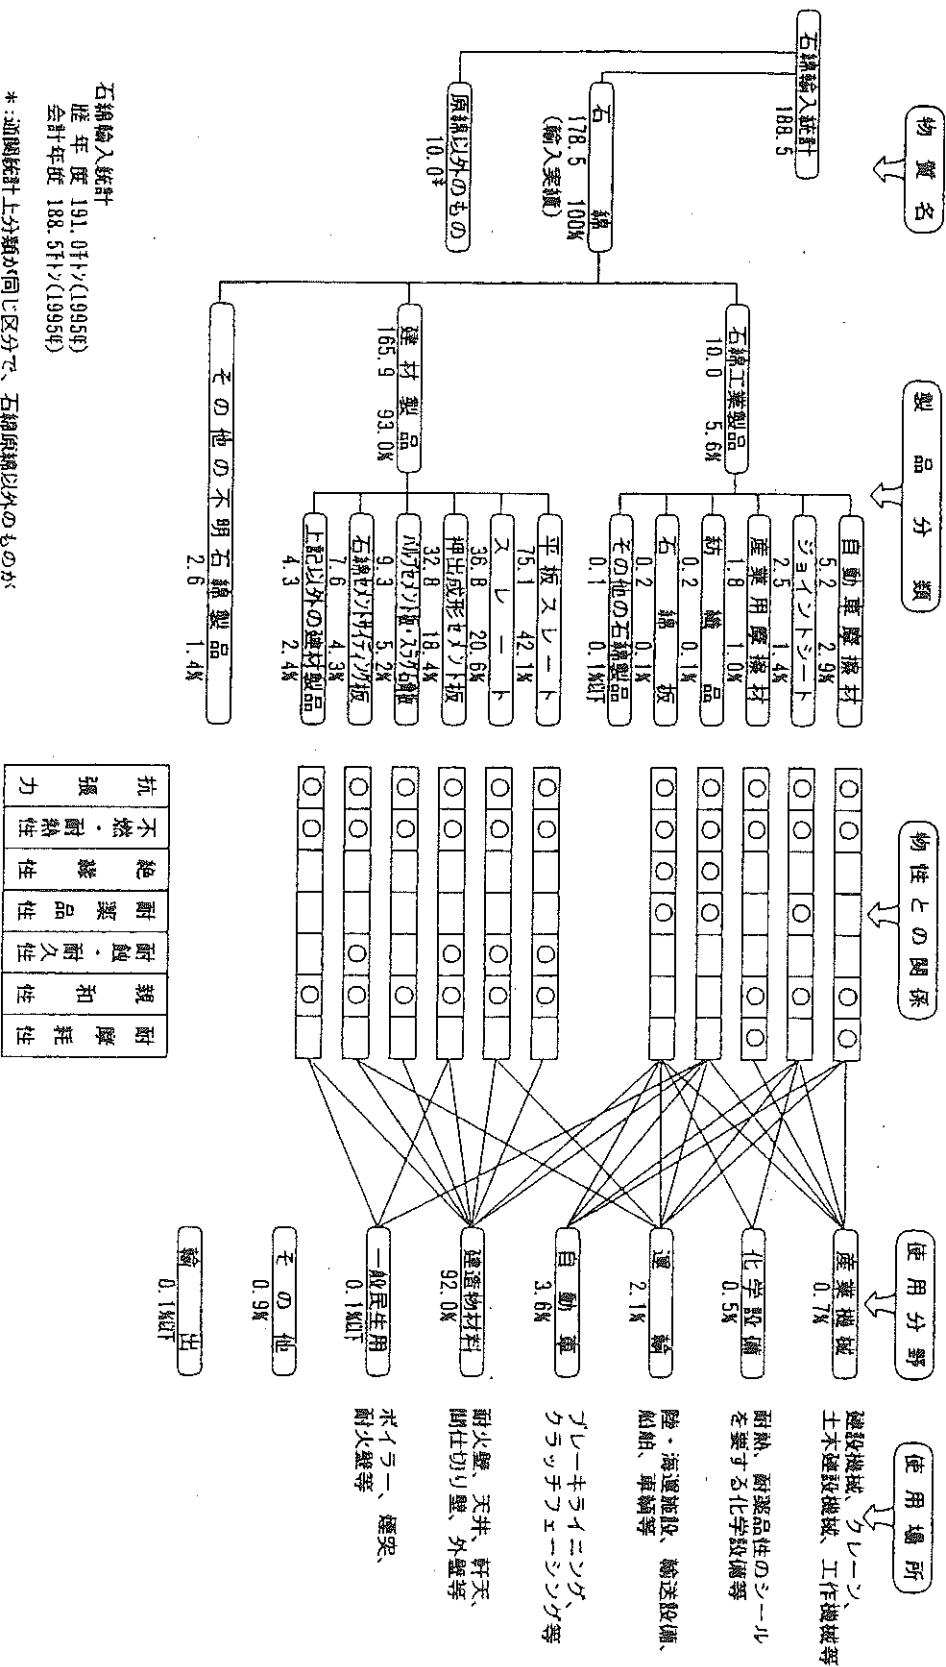 物質名
製品分類
物性との関係
使用分野
使用場所
石綿輸入統計
188.5
石綿
178.5 100%
(輸入実績)
原綿以外のもの
10.0*
石綿工業製品
10.0 5.6%
建材製品
165.9 93.0%
その他の不明石綿製品
2.6 1.4%
自動車摩擦材
5.2 2.9%
ジョイントシート
2.5 1.4%
産業用摩擦材
1.8 1.0%
紡織品
0.2 0.1%
石綿板
0.2 0.1%
その他の石綿製品
0.1 0.1%以下
平板スレート
75.1 42.1%
スレート
36.8 20.6%
押出成形セメント板
32.8 18.4%
パルプセメント板・スラグ石膏板
9.3 5.2%
石綿セメントサイディング板
7.6 4.3%
上記以外の建材製品
4.3 2.4%
抗張力
不燃・耐熱性
絶縁性
耐薬品性
耐蝕・耐久性
親和性
耐摩耗性
産業機械
0.7%
化学設備
0.5%
運輸
2.1%
自動車
3.6%
建造物材料
92.0%
一般民生用
0.1%以下
その他
0.9%
輸出
0.1%以下
建設機械、クレーン、
土木建設機械、工作機械等
耐熱、耐薬品性のシール
を要する化学設備等
陸・海運施設、輸送設備、
船舶、車輌等
ブレーキライニング、
クラッチフェーシング等
耐火壁、天井、軒天、
間仕切り壁、外壁等
ボイラー、煙突、
耐火壁等
石綿輸入統計
歴年度 191.0千トン(1995年)
会計年度 188.5千トン(1995年)
*:通関統計上分類が同じ区分で、石綿原綿以外のものが